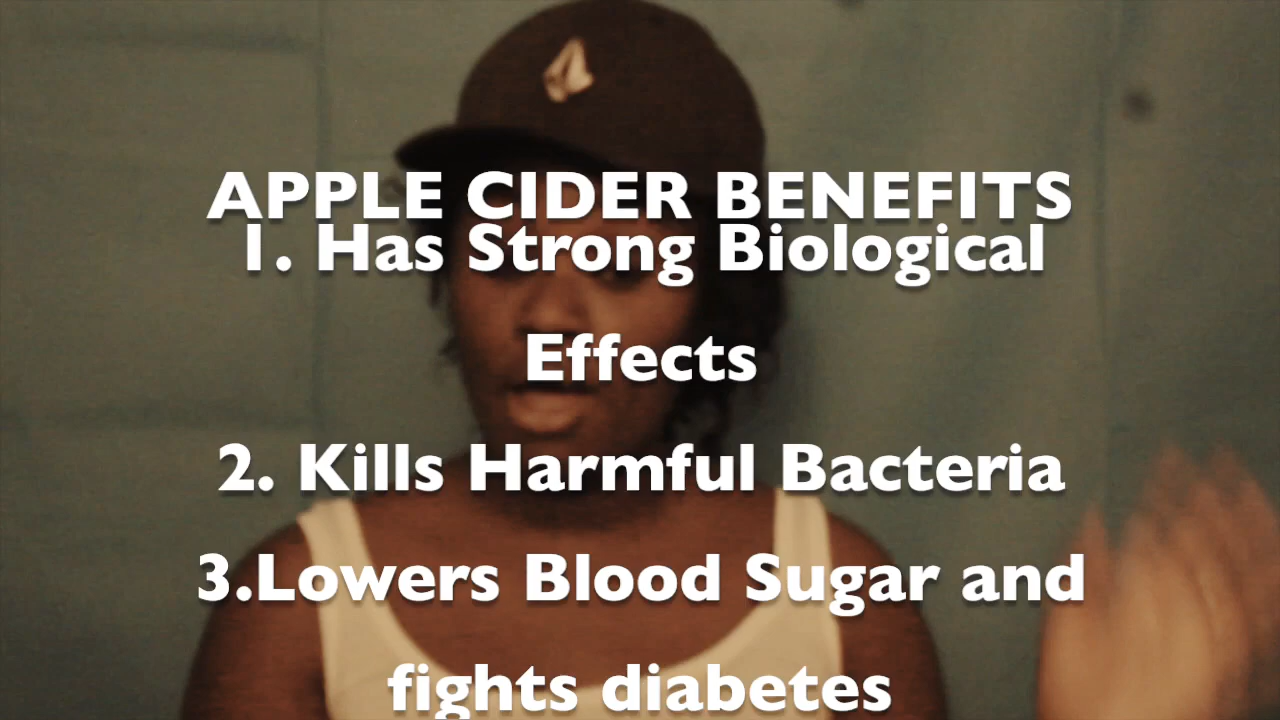 APPLE CIDER BENEFITS
1. Has Strong Biological
Effects
2. Kills Harmful Bacteria
3.Lowers Blood Sugar and
fights diabetes